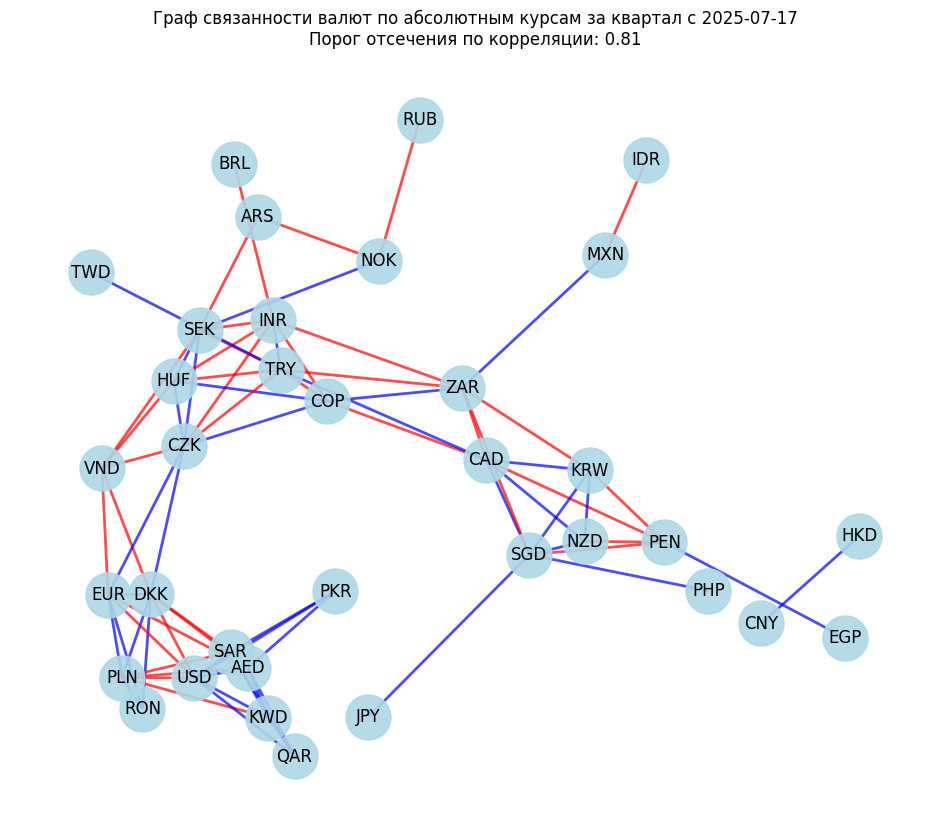 Граф связанности валют по абсолютным курсам за квартал с 2025-07-17
Порог отсечения по корреляции: 0.81
RUB
BRL
IDR
ARS
MXN
NOK
TWD
INR
SEK
TRY
HUF
ZAR
COP
CZK
CAD
VND
KRW
HKD
NZD
PEN
SGD
PKR
PHP
EUR
DKK
CNY
EGP
SAR
AED
PLN
USD
RON
KWD
JPY
QAR